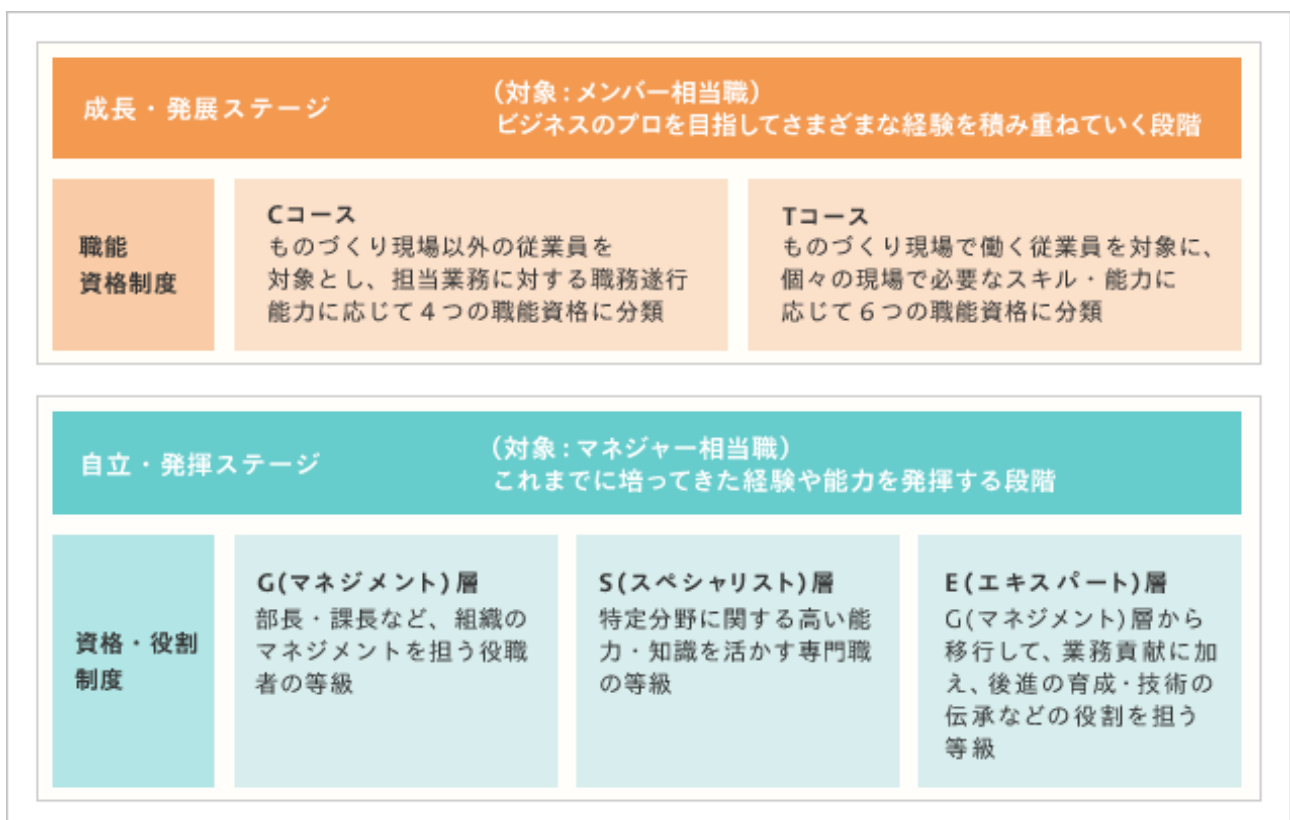 成長・発展ステージ
(対象:メンバー相当職)
ビジネスのプロを目指してさまざまな経験を積み重ねていく段階
職能
資格制度
Cコース
ものづくり現場以外の従業員を
対象とし、担当業務に対する職務遂行
能力に応じて4つの職能資格に分類
Tコース
ものづくり現場で働く従業員を対象に、
個々の現場で必要なスキル・能力に
応じて6つの職能資格に分類
自立・発揮ステージ
(対象:マネジャー相当職)
これまでに培ってきた経験や能力を発揮する段階
資格・役割
制度
G(マネジメント)層
部長・課長など、組織の
マネジメントを担う役職
者の等級
S(スペシャリスト)層
特定分野に関する高い能
力・知識を活かす専門職
の等級
E(エキスパート)層
G(マネジメント)層から
移行して、業務貢献に加
え、後進の育成・技術の
伝承などの役割を担う
等級